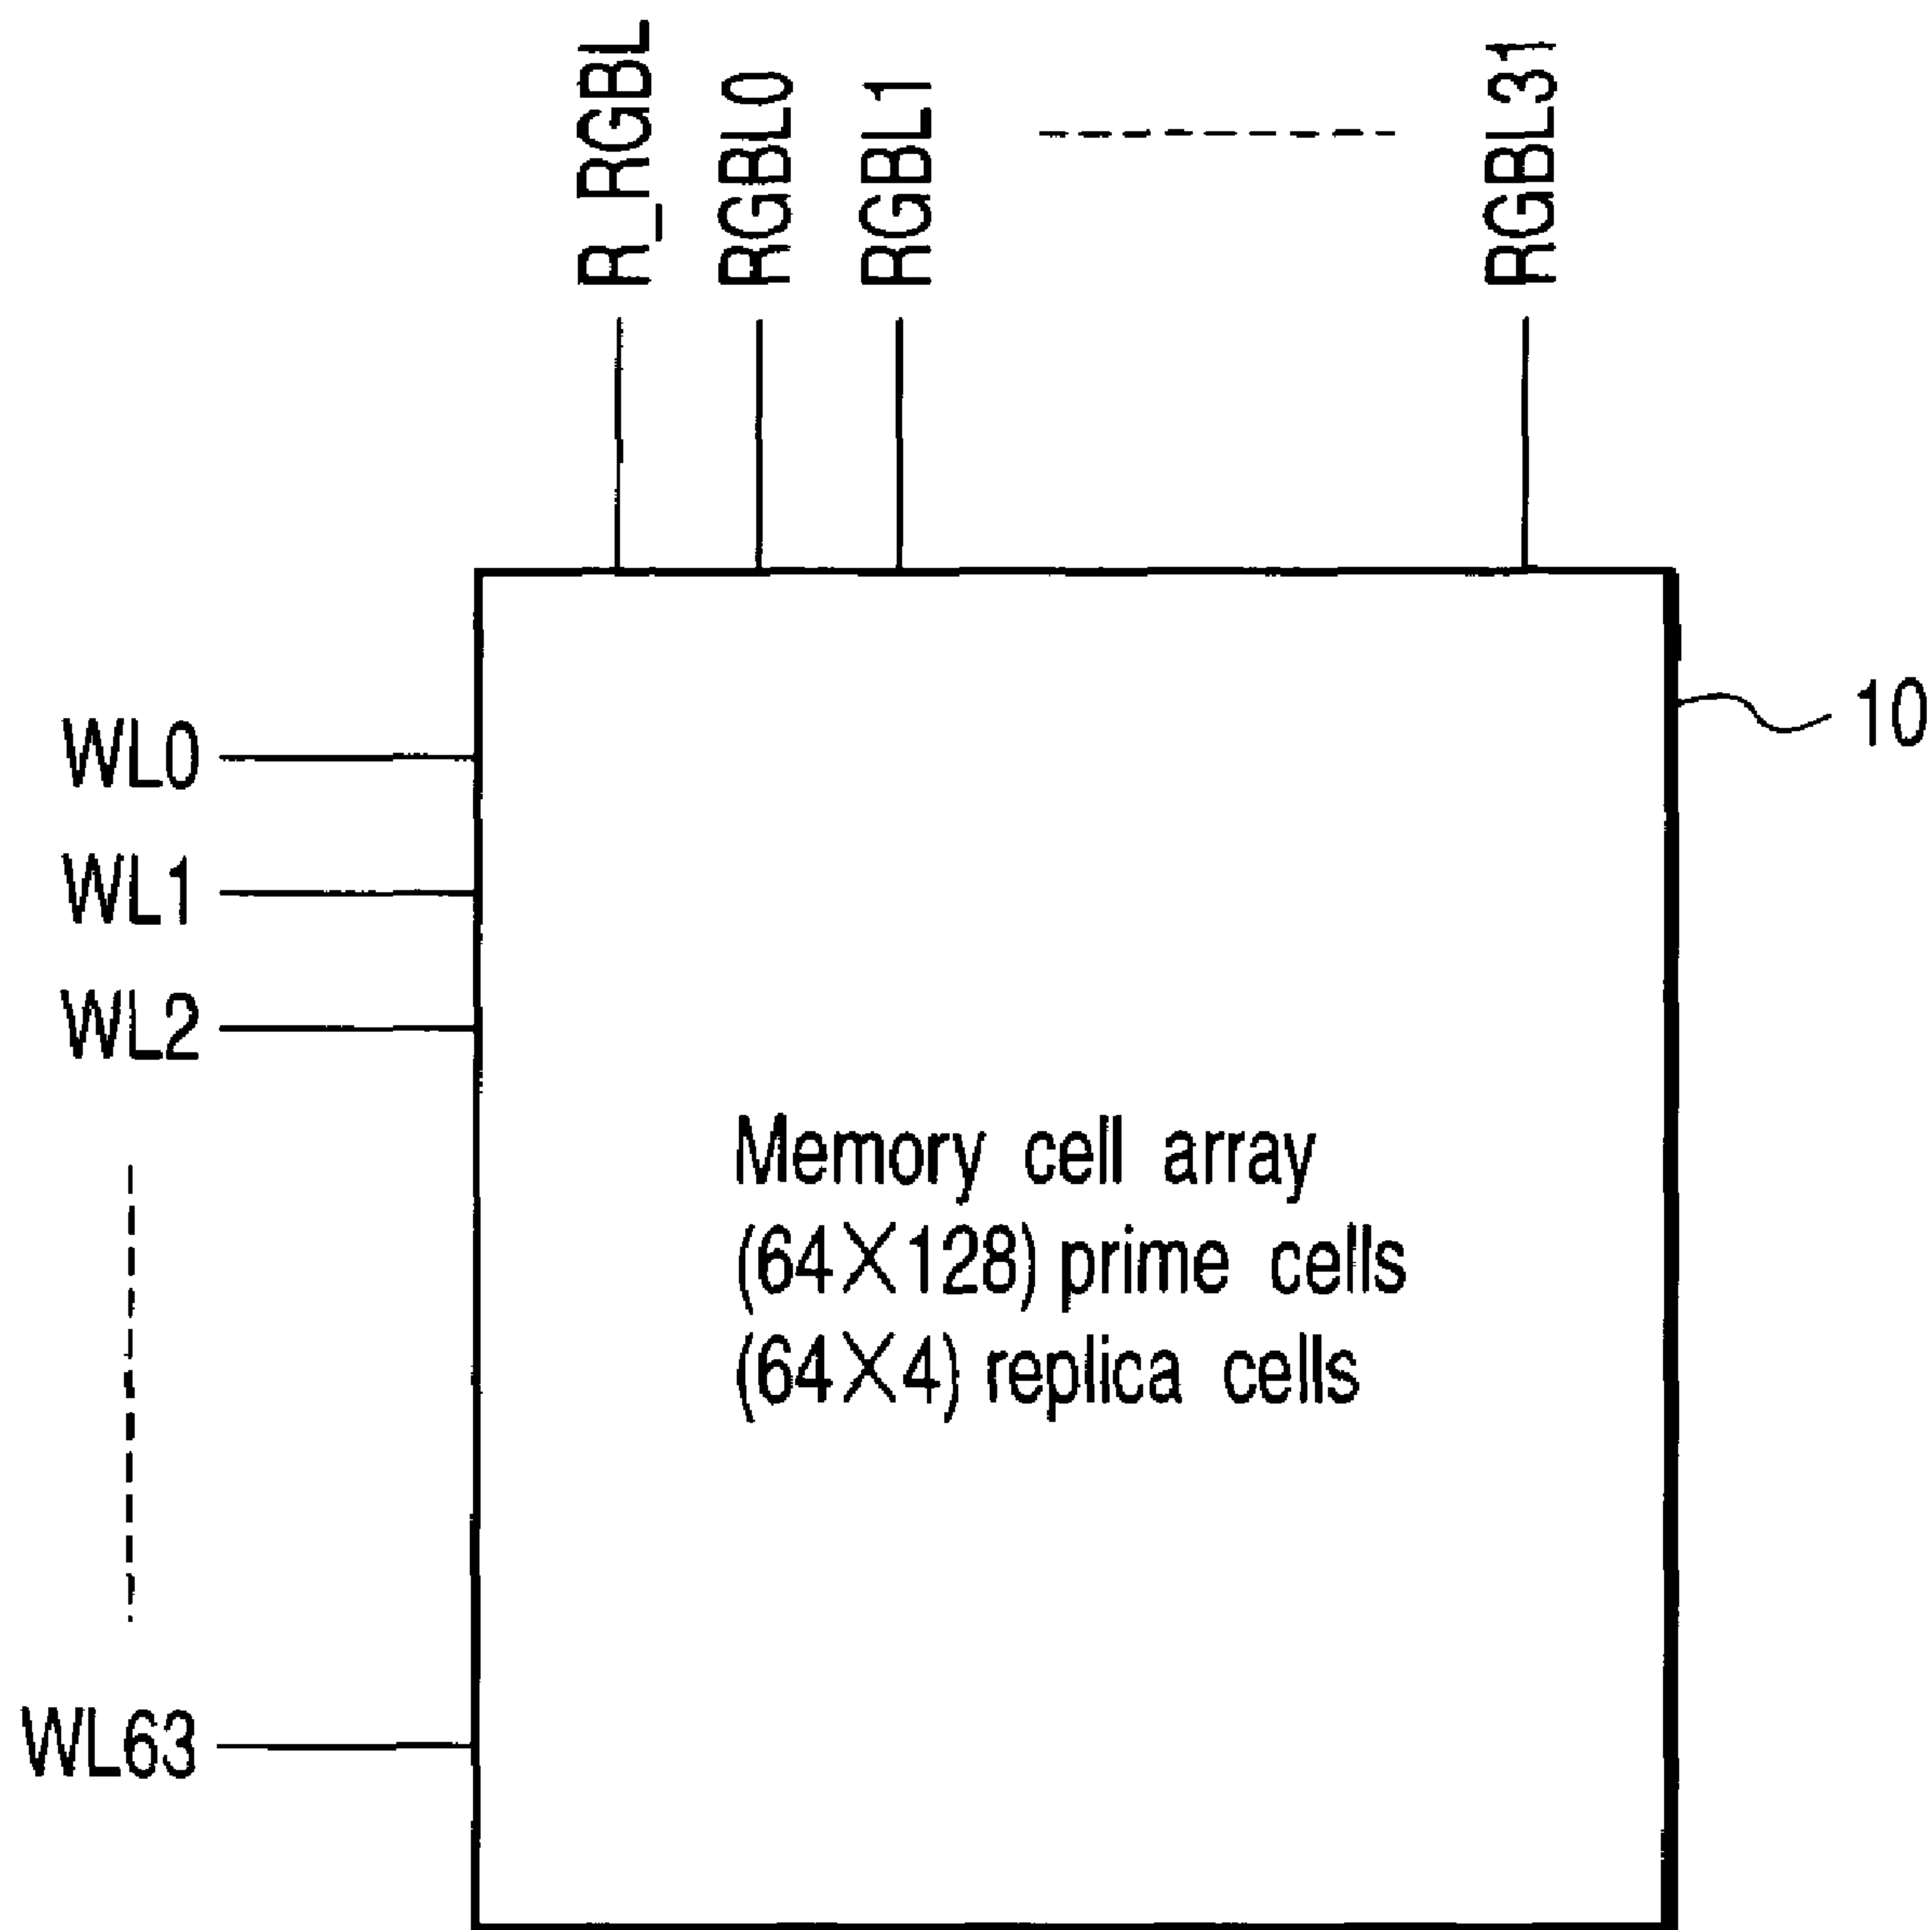 R_RGBL
RGBL0
RGBL1
RGBL31
10
WL0
WL1
WL2
Memory cell array
(64×128) prime cells
(64×4) replica cells
WL63